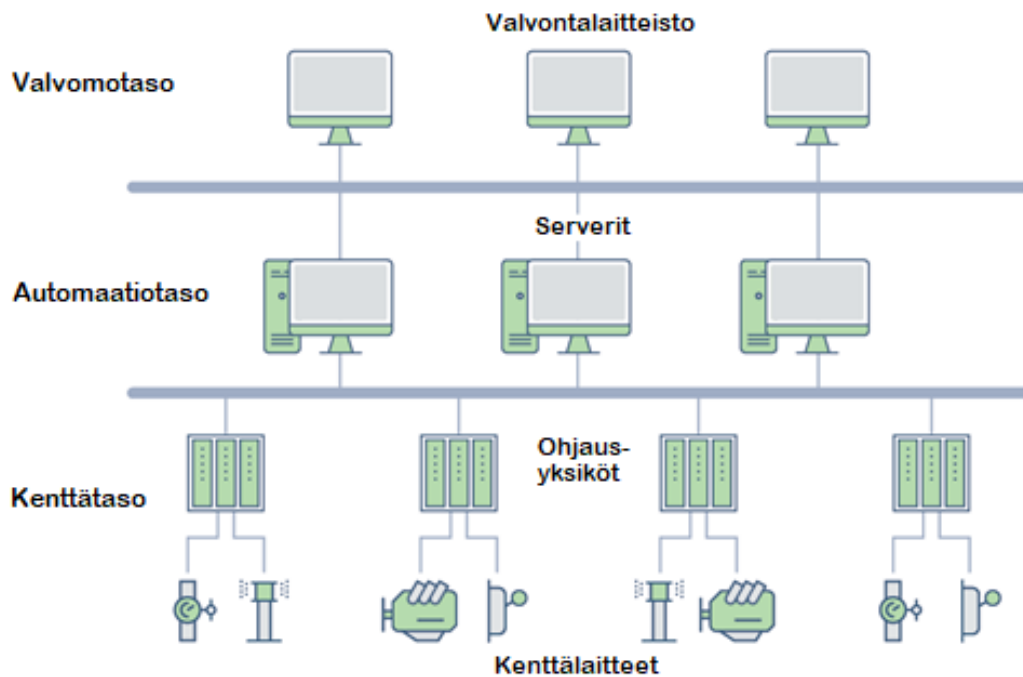 Valvontalaitteisto
Valvomotaso
Serverit
Automaatiotaso
Ohjaus-
yksiköt
Kenttätaso
Kenttälaitteet